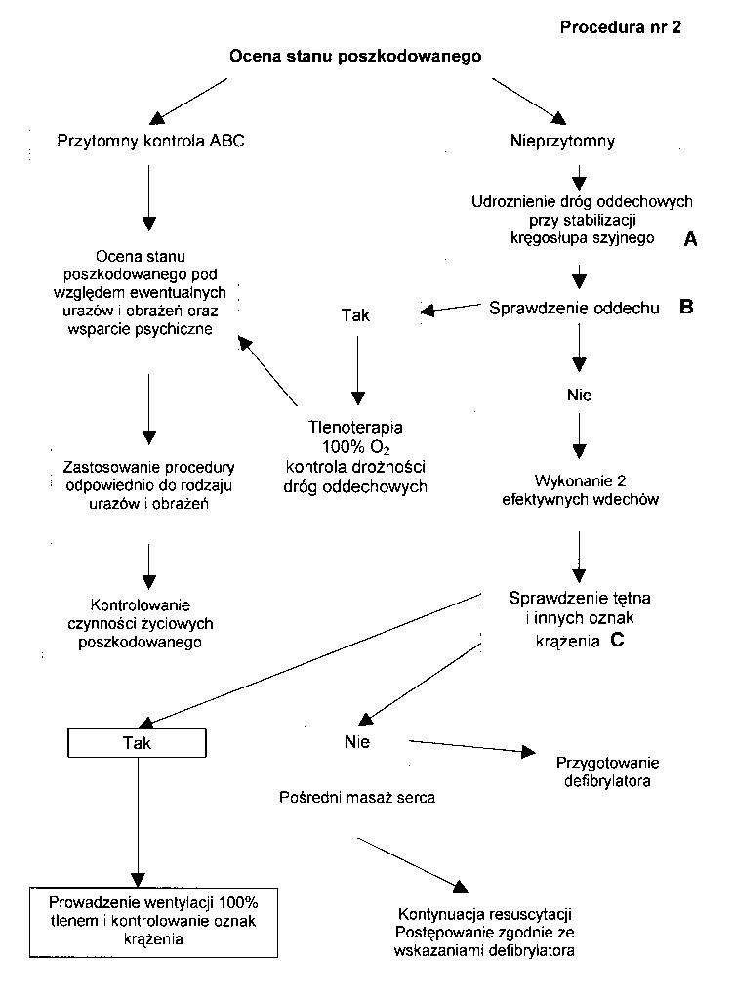 Procedura nr 2
Ocena stanu poszkodowanego
Przytomny kontrola ABC
Nieprzytomny
Udrożnienie dróg oddechowych
przy stabilizacji
kręgosłupa szyjnego A
Ocena stanu
poszkodowanego pod
względem ewentualnych
urazów i obrażeń oraz
wsparcie psychiczne
Tak
Sprawdzenie oddechu B
Nie
Tlenoterapia
100% O₂
kontrola drożności
dróg oddechowych
Zastosowanie procedury
odpowiednio do rodzaju
urazów i obrażeń
Wykonanie 2
efektywnych wdechów
Kontrolowanie
czynności życiowych
poszkodowanego
Sprawdzenie tętna
i innych oznak
krążenia C
Tak
Nie
Przygotowanie
defibrylatora
Pośredni masaż serca
Prowadzenie wentylacji 100%
tlenem i kontrolowanie oznak
krążenia
Kontynuacja resuscytacji
Postępowanie zgodnie ze
wskazaniami defibrylatora